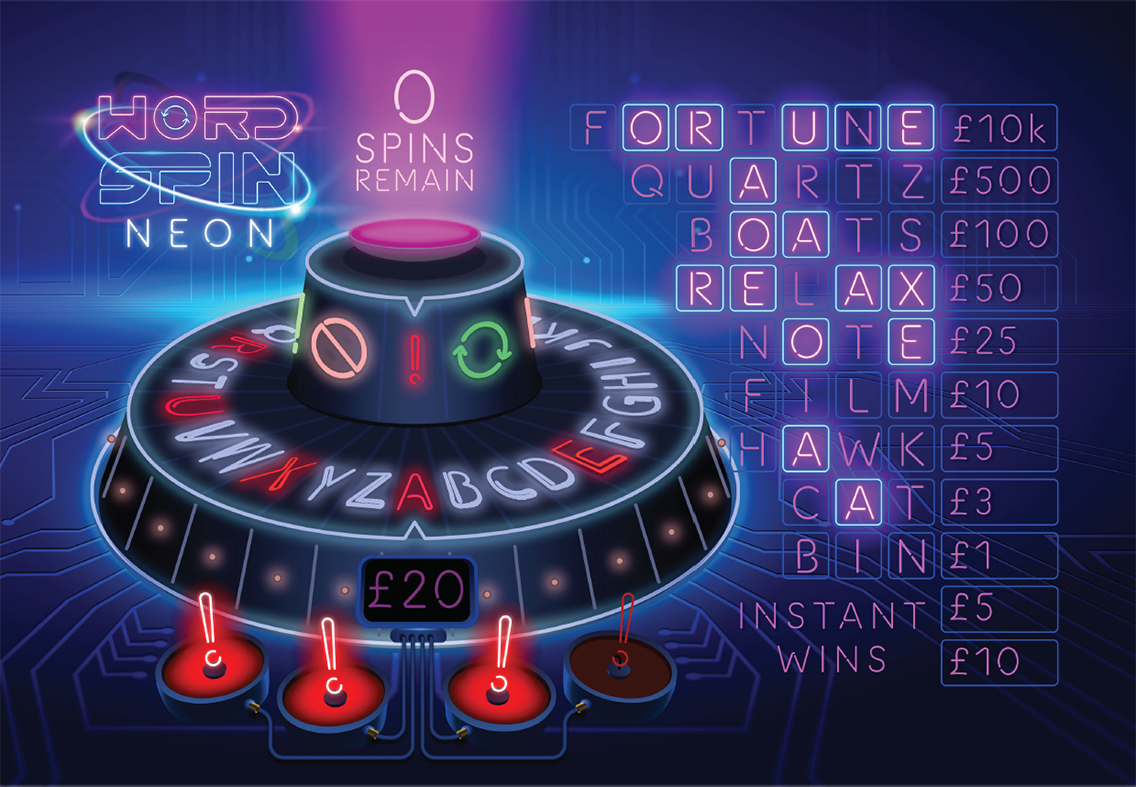 WORD
SPIN
NEON
0
SPINS
REMAIN
FORTUNE £10k
QUARTZ £500
BOATS £100
RELAX £50
NOTE £25
FILM £10
HAWK £5
CAT £3
BIN £1
INSTANT
WINS
£5
£10
!
Q R S T U V W X Y Z A B C D E F G H I J K
£20
! ! ! !